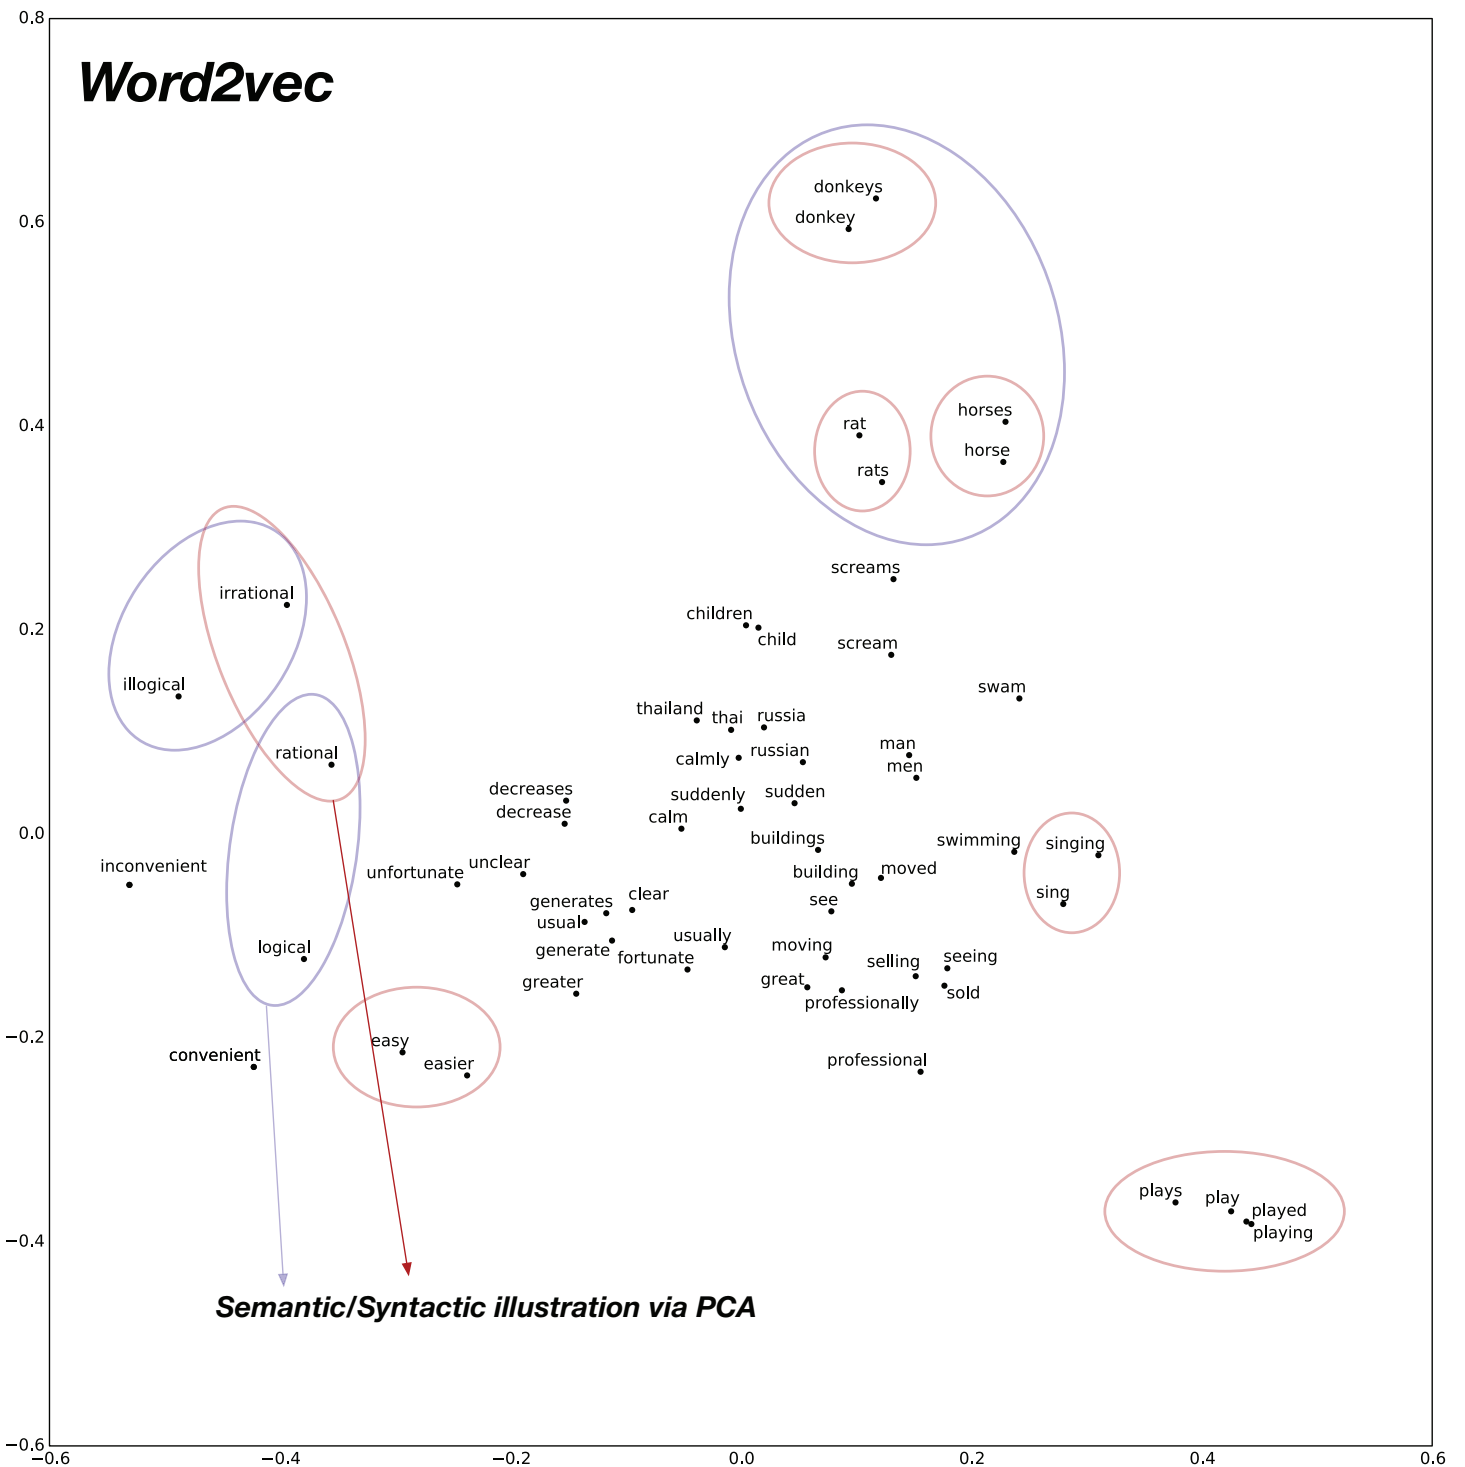 0.8
Word2vec
donkeys
0.6
donkey
horses
0.4
rat
horse
rats
screams
irrational
children
0.2
child
scream
illogical
swam
thailand
thai
russia
man
rational
calmly
russian
men
decreases
suddenly
sudden
decrease
calm
0.0
buildings
swimming
singing
inconvenient
unfortunate
unclear
building
moved
clear
sing
generates
see
usual
usually
logical
generate
fortunate
moving
selling
seeing
greater
great
sold
professionally
−0.2
easy
convenient
easier
professional
plays
play
played
−0.4
playing
Semantic/Syntactic illustration via PCA
−0.6
−0.6
−0.4
−0.2
0.0
0.2
0.4
0.6